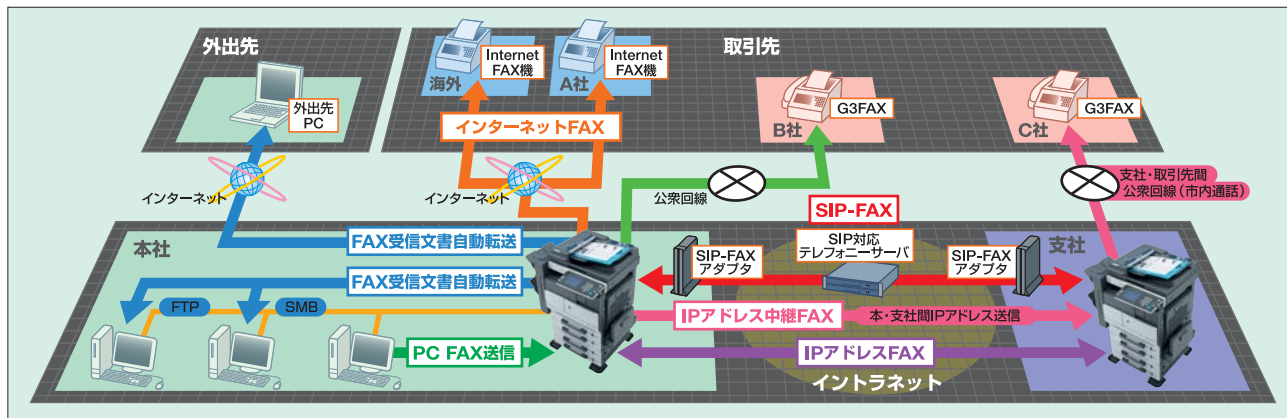 外出先
外出先
PC
インターネット
取引先
海外
Internet
FAX機
A社
Internet
FAX機
インターネットFAX
インターネット
B社
G3FAX
公衆回線
C社
G3FAX
支社・取引先間
公衆回線(市内通話)
本社
FAX受信文書自動転送
FAX受信文書自動転送
FTP
SMB
PC FAX送信
SIP-FAX
SIP-FAX
アダプタ
SIP対応
テレフォニーサーバ
SIP-FAX
アダプタ
支社
IPアドレス中継FAX
本・支社間IPアドレス送信
IPアドレスFAX
イントラネット